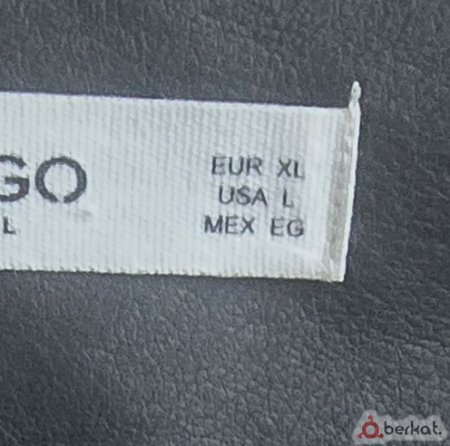 GO
L
EUR XL
USA L
MEX EG
berkat.